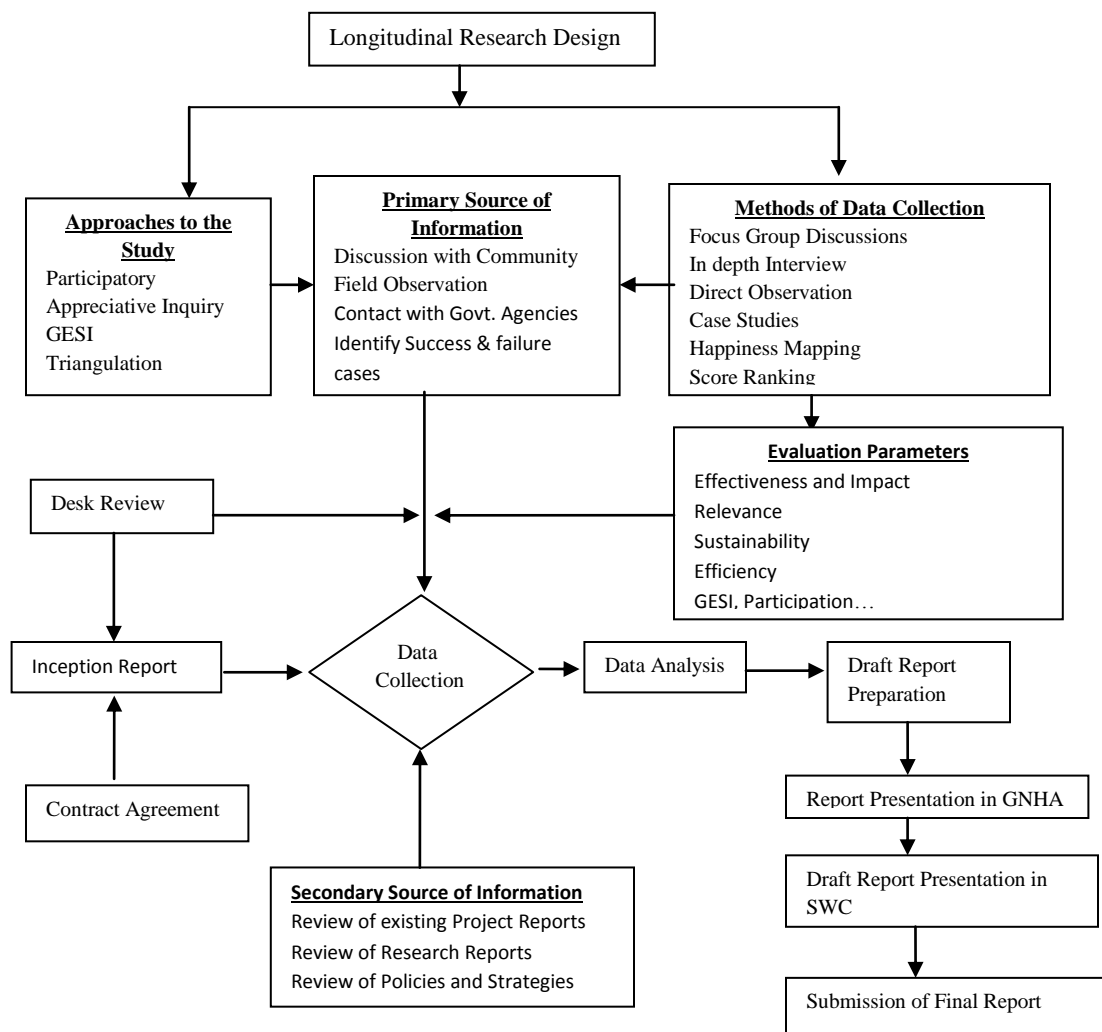 Longitudinal Research Design
Approaches to the
Study
Participatory
Appreciative Inquiry
GESI
Triangulation
Primary Source of
Information
Discussion with Community
Field Observation
Contact with Govt. Agencies
Identify Success & failure
cases
Methods of Data Collection
Focus Group Discussions
In depth Interview
Direct Observation
Case Studies
Happiness Mapping
Score Ranking
Evaluation Parameters
Effectiveness and Impact
Relevance
Sustainability
Efficiency
GESI, Participation…
Desk Review
Inception Report
Contract Agreement
Data
Collection
Data Analysis
Draft Report
Preparation
Report Presentation in GNHA
Draft Report Presentation in
SWC
Submission of Final Report
Secondary Source of Information
Review of existing Project Reports
Review of Research Reports
Review of Policies and Strategies